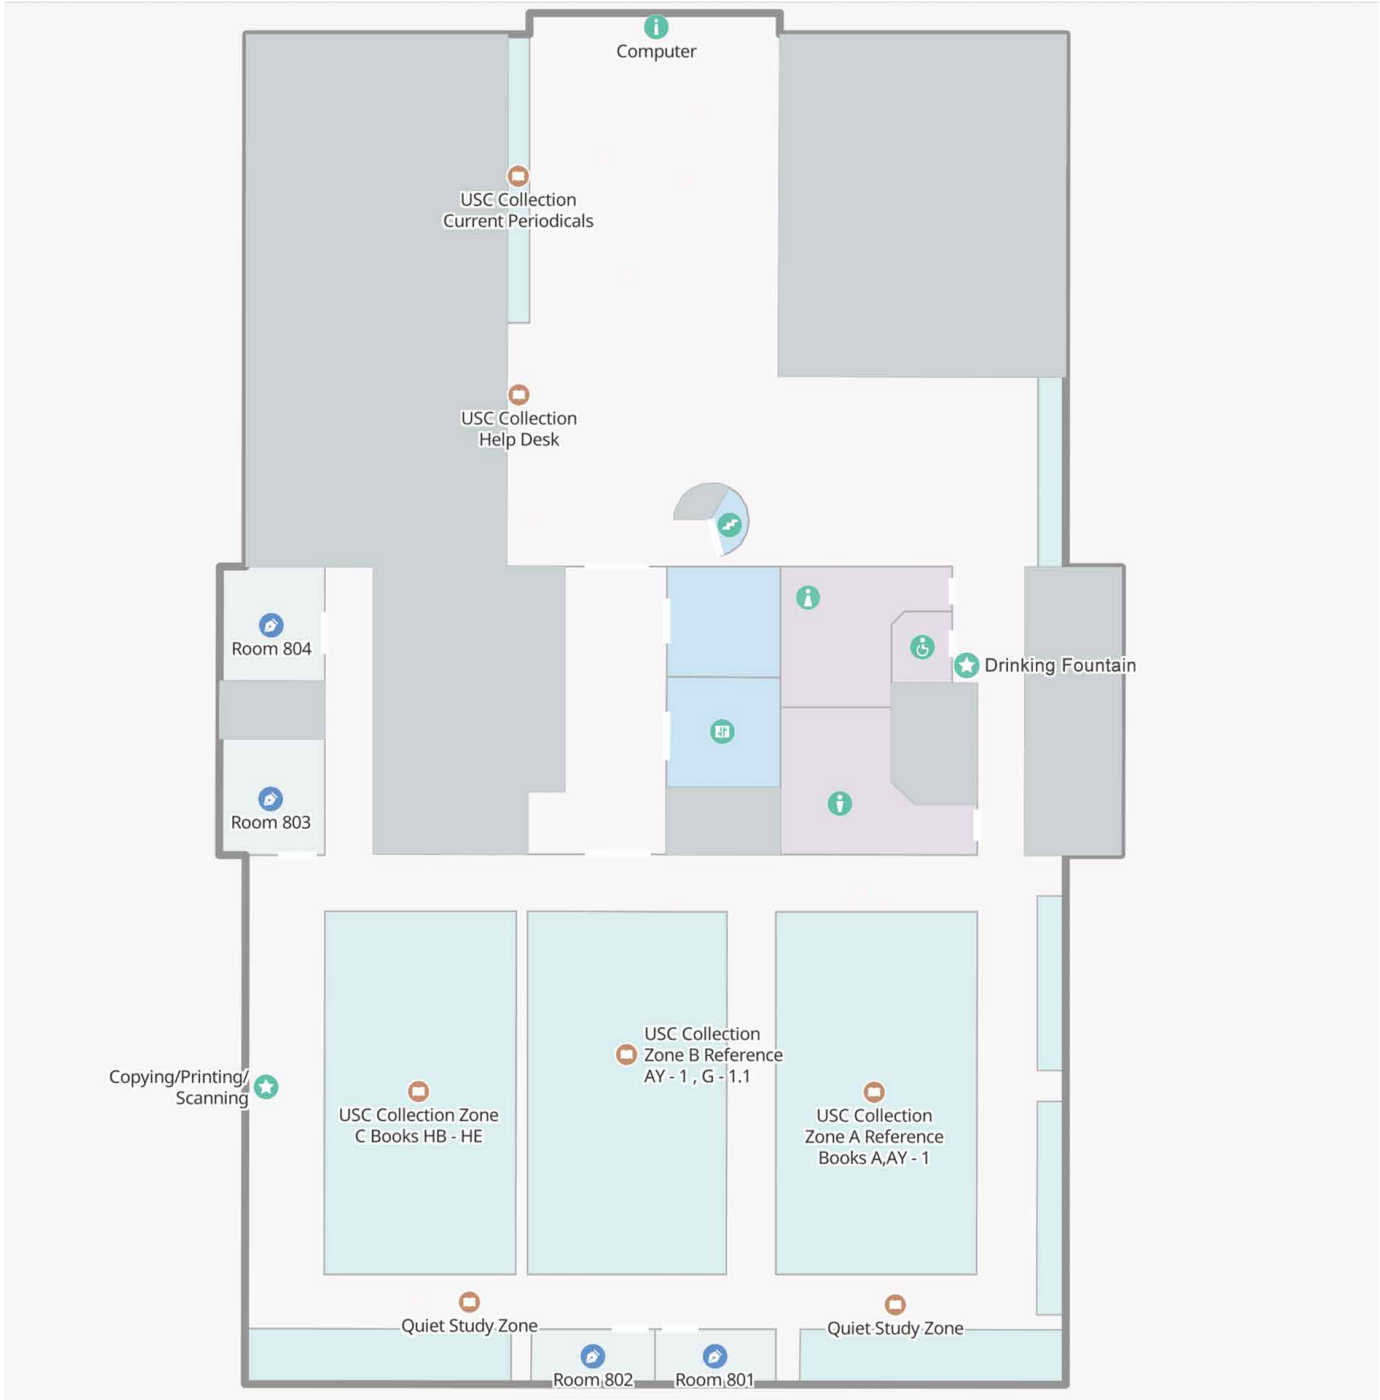 Computer
USC Collection
Current Periodicals
USC Collection
Help Desk
Room 804
Drinking Fountain
Room 803
USC Collection
Zone B Reference
AY - 1 , G - 1.1
Copying/Printing/
Scanning
USC Collection Zone
C Books HB - HE
USC Collection
Zone A Reference
Books A,AY - 1
Quiet Study Zone
Quiet Study Zone
Room 802
Room 801